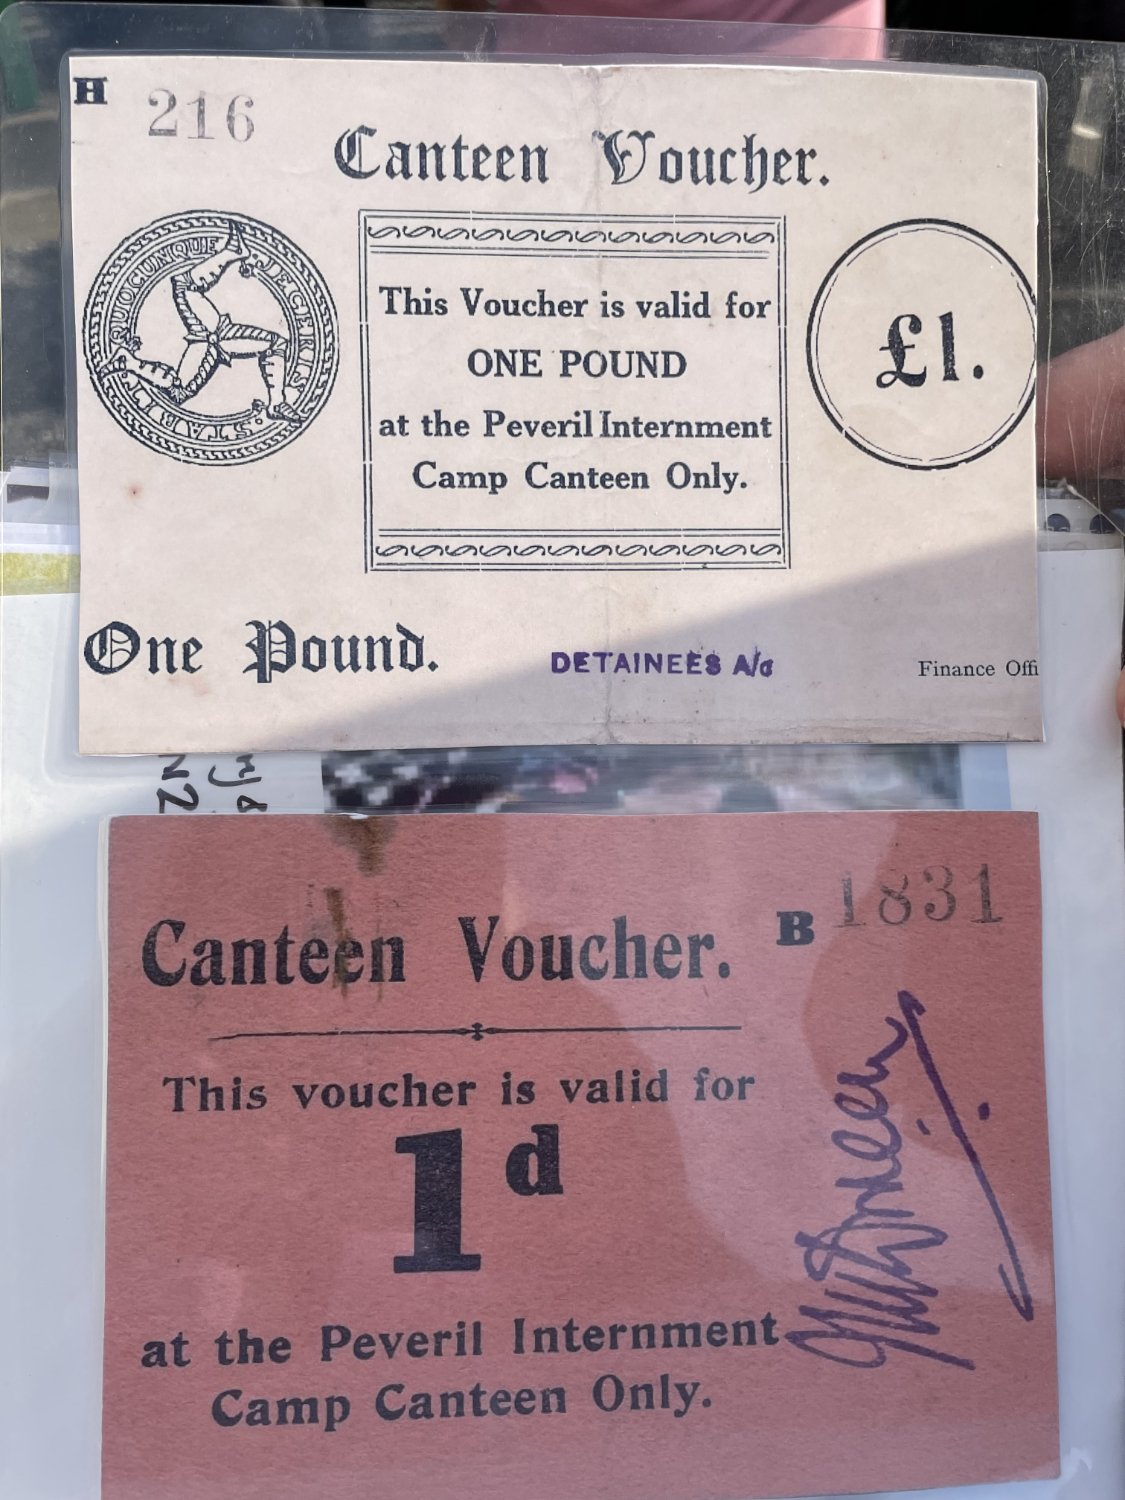 H 216
Canteen Voucher.
QUOCUNQUE JECERIS STABIT
This Voucher is valid for
ONE POUND
at the Peveril Internment
Camp Canteen Only.
£1.
One Pound.
DETAINEES A/c
Finance Offi
N2
B 1831
Canteen Voucher.
This voucher is valid for
1d
at the Peveril Internment
Camp Canteen Only.